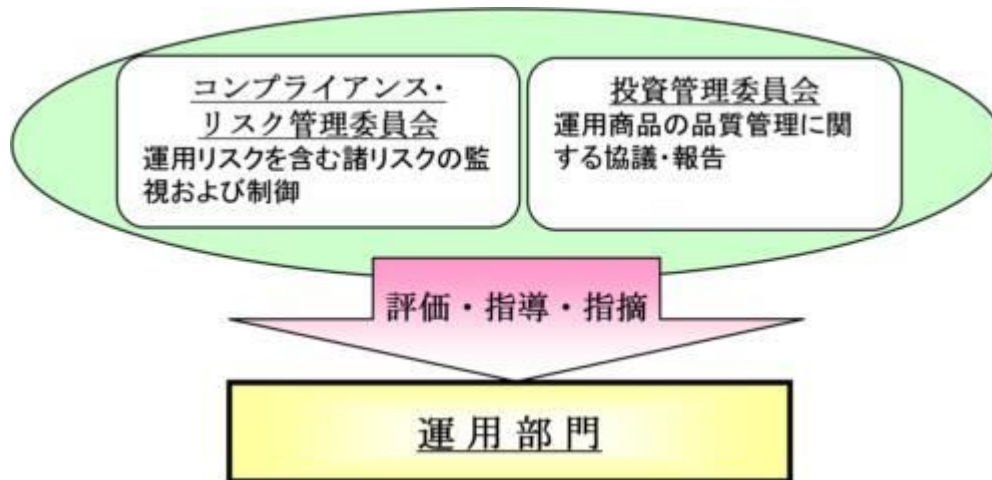 コンプライアンス・
リスク管理委員会
運用リスクを含む諸リスクの監
視および制御
投資管理委員会
運用商品の品質管理に関
する協議・報告
評価・指導・指摘
運用部門